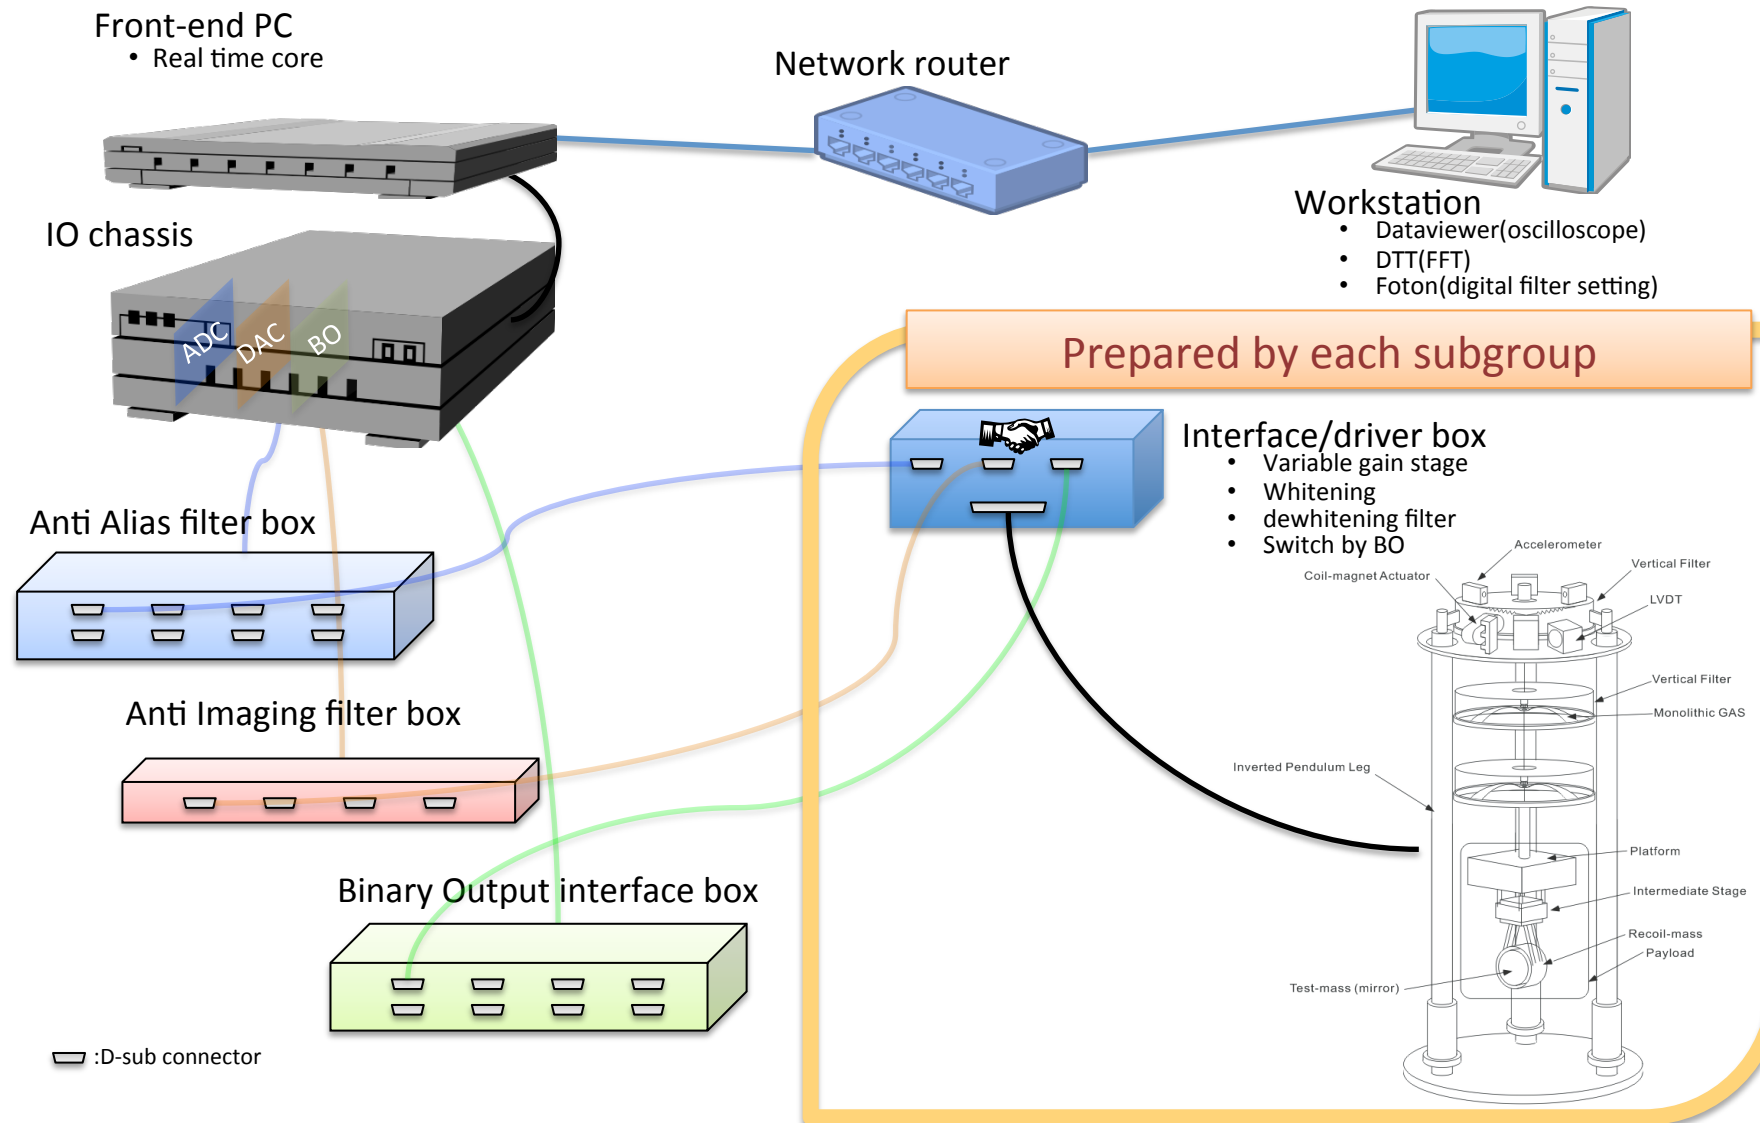 Front-end PC
• Real time core
Network router
Workstation
• Dataviewer(oscilloscope)
• DTT(FFT)
• Foton(digital filter setting)
IO chassis
ADC
DAC
BO
Prepared by each subgroup
Interface/driver box
• Variable gain stage
• Whitening
• dewhitening filter
• Switch by BO
Anti Alias filter box
Anti Imaging filter box
Binary Output interface box
:D-sub connector
Accelerometer
Coil-magnet Actuator
Vertical Filter
LVDT
Vertical Filter
Monolithic GAS
Inverted Pendulum Leg
Platform
Intermediate Stage
Recoil-mass
Payload
Test-mass (mirror)